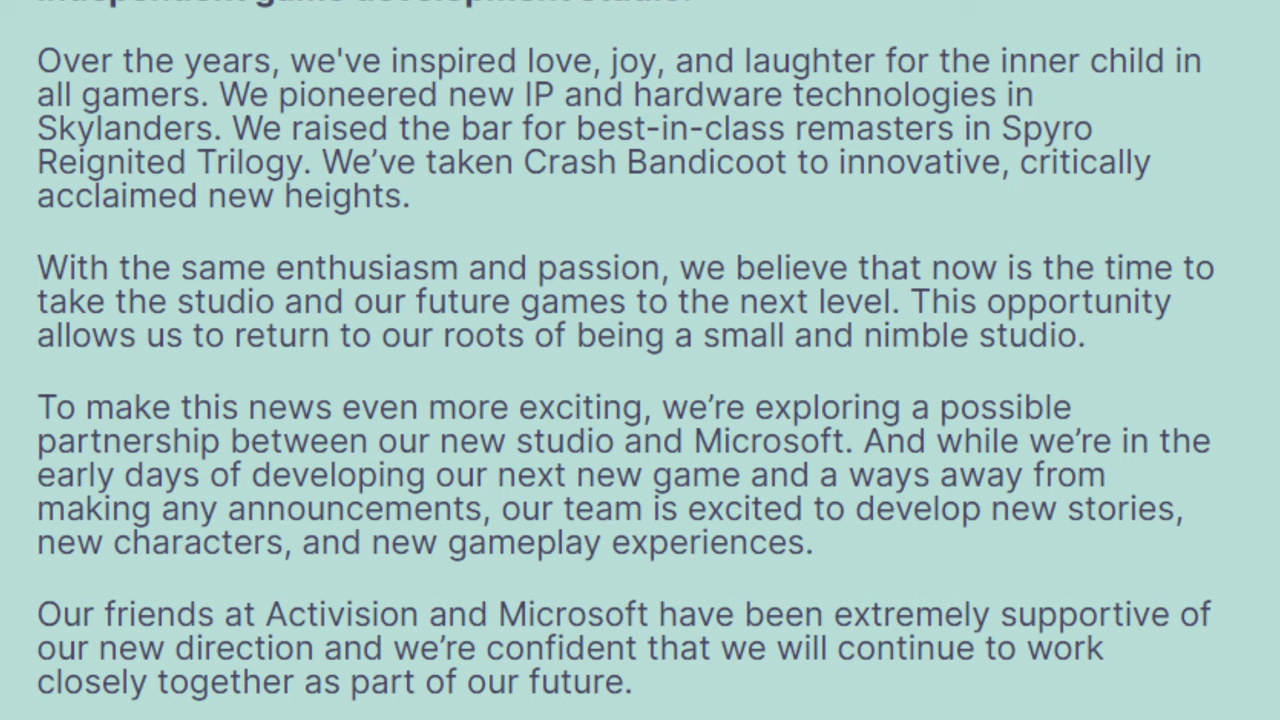 independent game development studio.
Over the years, we've inspired love, joy, and laughter for the inner child in
all gamers. We pioneered new IP and hardware technologies in
Skylanders. We raised the bar for best-in-class remasters in Spyro
Reignited Trilogy. We’ve taken Crash Bandicoot to innovative, critically
acclaimed new heights.
With the same enthusiasm and passion, we believe that now is the time to
take the studio and our future games to the next level. This opportunity
allows us to return to our roots of being a small and nimble studio.
To make this news even more exciting, we’re exploring a possible
partnership between our new studio and Microsoft. And while we’re in the
early days of developing our next new game and a ways away from
making any announcements, our team is excited to develop new stories,
new characters, and new gameplay experiences.
Our friends at Activision and Microsoft have been extremely supportive of
our new direction and we’re confident that we will continue to work
closely together as part of our future.